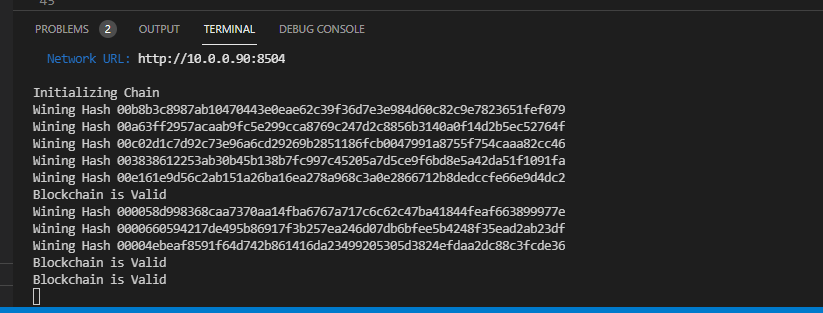 45
PROBLEMS 2 OUTPUT TERMINAL DEBUG CONSOLE
Network URL: http://10.0.0.90:8504
Initializing Chain
Wining Hash 00b8b3c8987ab10470443e0eae62c39f36d7e3e984d60c82c9e7823651fef079
Wining Hash 00a63ff2957acaab9fc5e299cca8769c247d2c8856b3140a0f14d2b5ec52764f
Wining Hash 00c02d1c7d92c73e96a6cd29269b2851186fcb0047991a8755f754caaa82cc46
Wining Hash 003838612253ab30b45b138b7fc997c45205a7d5ce9f6bd8e5a42da51f1091fa
Wining Hash 00e161e9d56c2ab151a26ba16ea278a968c3a0e2866712b8dedccfe66e9d4dc2
Blockchain is Valid
Wining Hash 000058d998368caa7370aa14fba6767a717c6c62c47ba41844feaf663899977e
Wining Hash 0000660594217de495b86917f3b257ea246d07db6bfee5b4248f35ead2ab23df
Wining Hash 00004ebeaf8591f64d742b861416da23499205305d3824efdaa2dc88c3fcde36
Blockchain is Valid
Blockchain is Valid